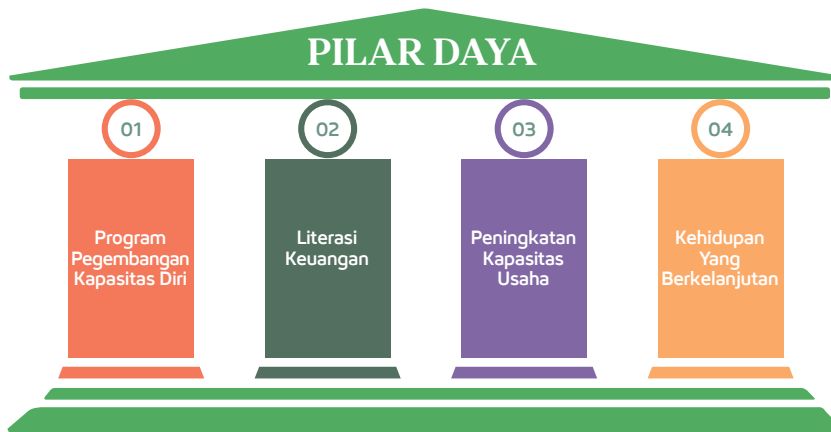 PILAR DAYA
01
Program
Pegembangan
Kapasitas Diri
02
Literasi
Keuangan
03
Peningkatan
Kapasitas
Usaha
04
Kehidupan
Yang
Berkelanjutan